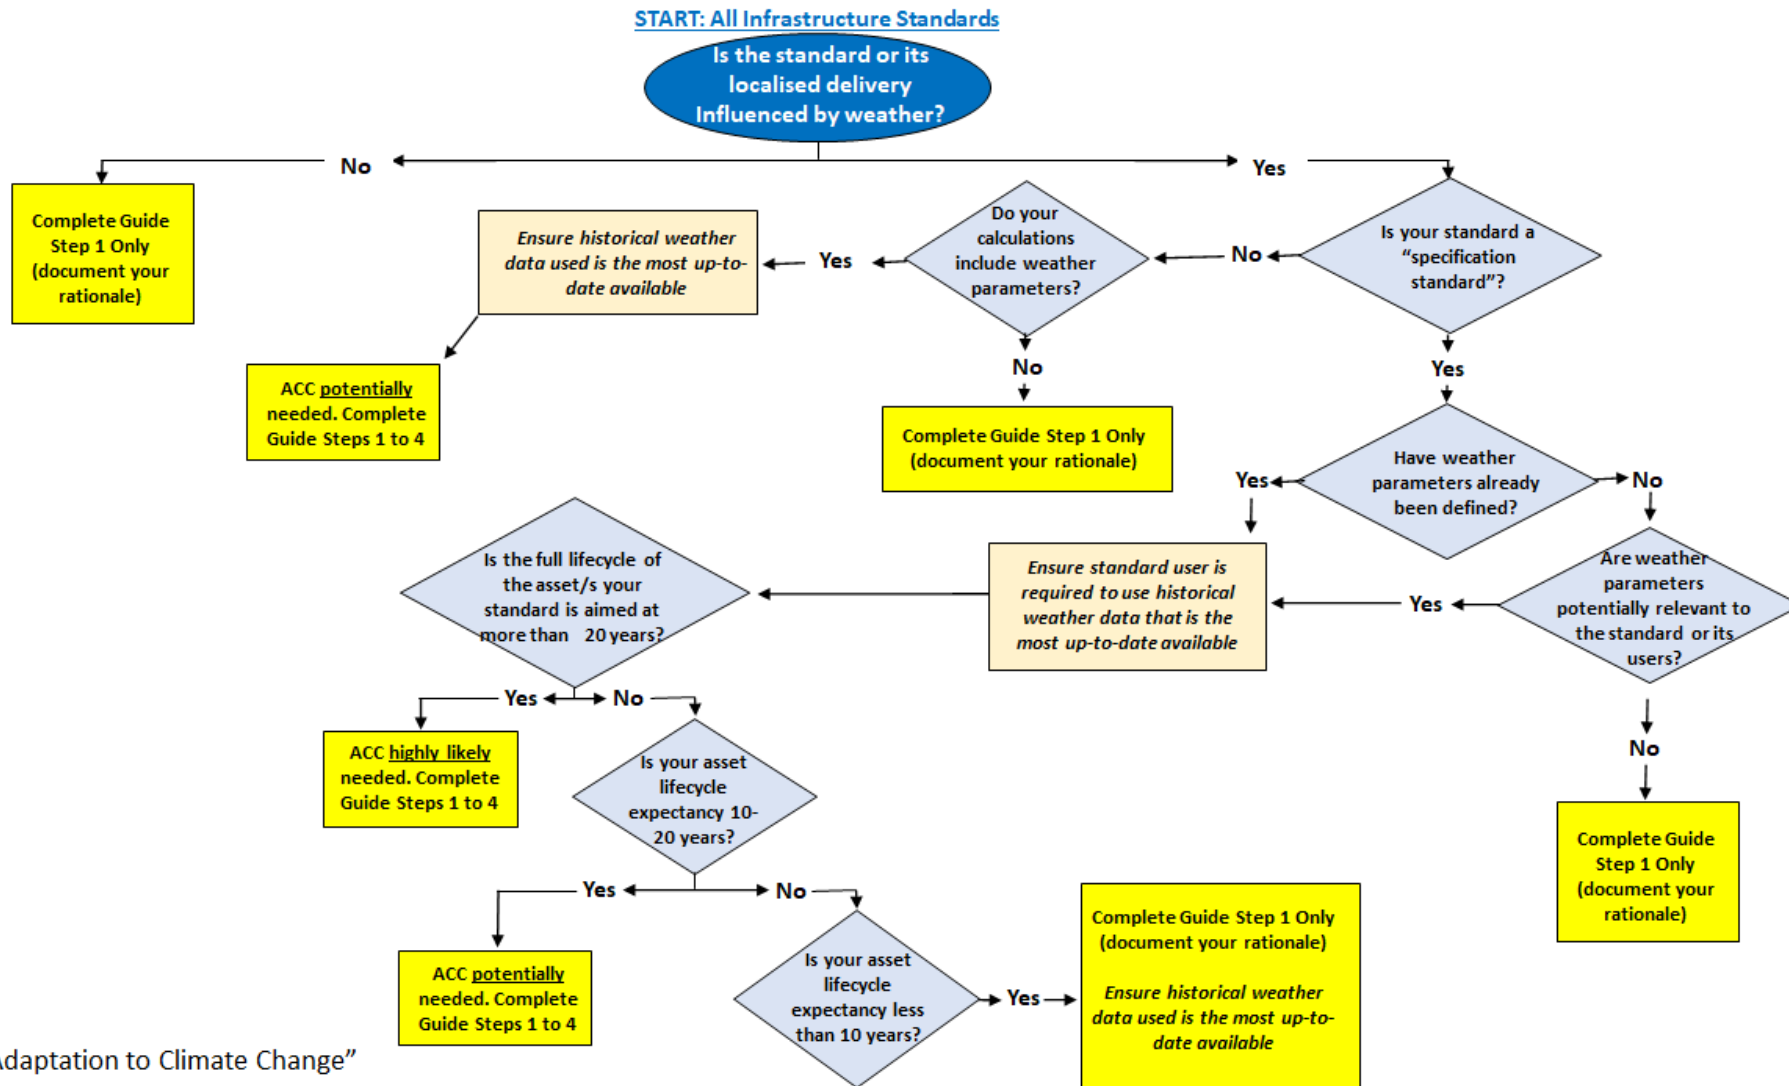 START: All Infrastructure Standards
Is the standard or its
localised delivery
Influenced by weather?
No
Yes
Complete Guide
Step 1 Only
(document your
rationale)
Ensure historical weather
data used is the most up-to-
date available
Yes
Do your
calculations
include weather
parameters?
No
Is your standard a
“specification
standard”?
ACC potentially
needed. Complete
Guide Steps 1 to 4
No
Complete Guide Step 1 Only
(document your rationale)
Yes
Have weather
parameters already
been defined?
Yes
No
Is the full lifecycle of
the asset/s your
standard is aimed at
more than 20 years?
Ensure standard user is
required to use historical
weather data that is the
most up-to-date available
Yes
Are weather
parameters
potentially relevant to
the standard or its
users?
Yes
No
No
ACC highly likely
needed. Complete
Guide Steps 1 to 4
Is your asset
lifecycle
expectancy 10-
20 years?
Complete Guide
Step 1 Only
(document your
rationale)
Yes
No
ACC potentially
needed. Complete
Guide Steps 1 to 4
Is your asset
lifecycle
expectancy less
than 10 years?
Yes
Complete Guide Step 1 Only
(document your rationale)
Ensure historical weather
data used is the most up-to-
date available
daptation to Climate Change”